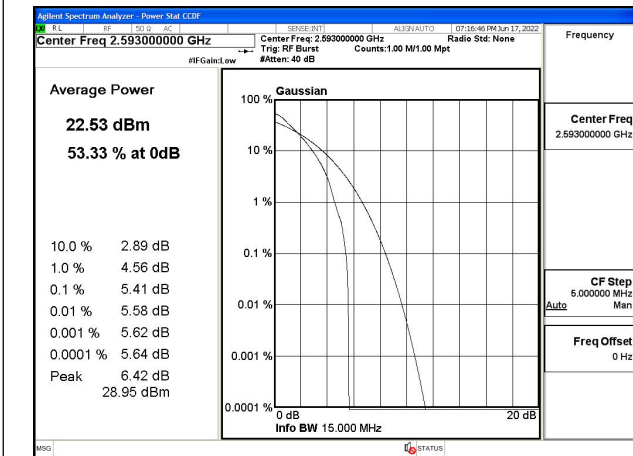 Agilent Spectrum Analyzer - Power Stat CCDF
RL RF 50 Ω AC SENSE:INT ALIGN AUTO 07:16:46 PM Jun 17, 2022
Center Freq 2.593000000 GHz
Center Freq: 2.593000000 GHz Radio Std: None
Trig: RF Burst Counts:1.00 M/1.00 Mpt
#IFGain:Low #Atten: 40 dB
Frequency
Average Power
22.53 dBm
53.33 % at 0dB
10.0 % 2.89 dB
1.0 % 4.56 dB
0.1 % 5.41 dB
0.01 % 5.58 dB
0.001 % 5.62 dB
0.0001 % 5.64 dB
Peak 6.42 dB
28.95 dBm
Gaussian
100 %
10 %
1 %
0.1 %
0.01 %
0.001 %
0.0001 %
0 dB 20 dB
Info BW 15.000 MHz
Center Freq
2.593000000 GHz
CF Step
5.000000 MHz
Auto Man
Freq Offset
0 Hz
MSG STATUS